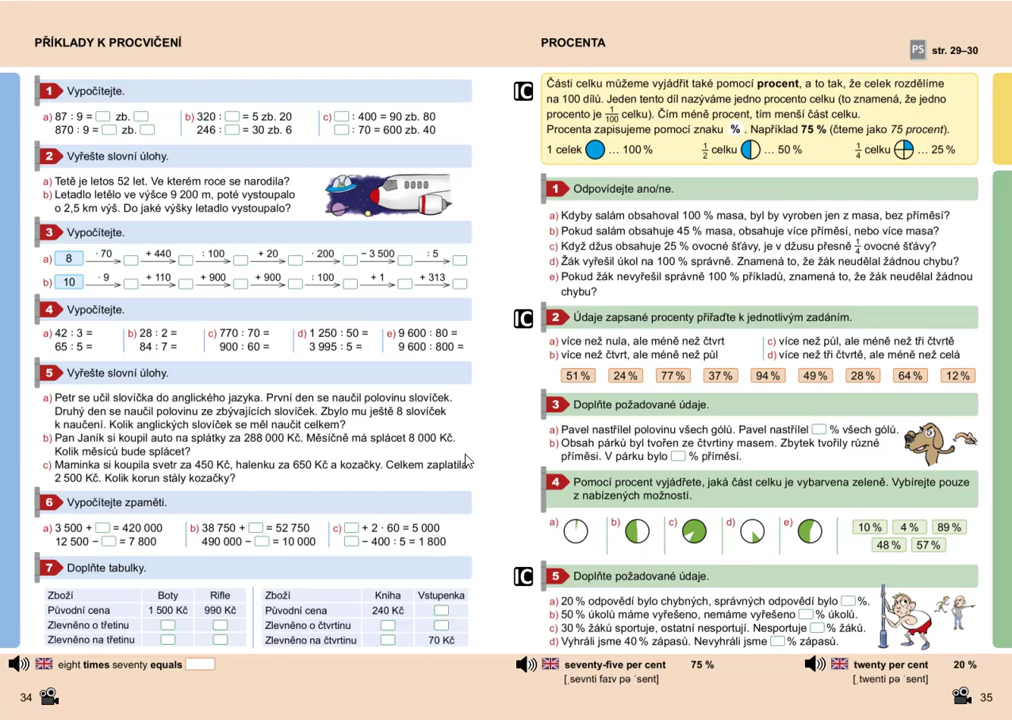 PŘÍKLADY K PROCVIČENÍ
1 Vypočítejte.
a) 87 : 9 = zb.
870 : 9 = zb.
b) 320 : = 5 zb. 20
246 : = 30 zb. 6
c) : 400 = 90 zb. 80
: 70 = 600 zb. 40
2 Vyřešte slovní úlohy.
a) Tetě je letos 52 let. Ve kterém roce se narodila?
b) Letadlo letělo ve výšce 9 200 m, poté vystoupalo
o 2,5 km výš. Do jaké výšky letadlo vystoupalo?
3 Vypočítejte.
a) 8 · 70 + 440 : 100 + 20 · 200 − 3 500 : 5
b) 10 · 9 + 110 + 900 + 900 : 100 + 1 + 313
4 Vypočítejte.
a) 42 : 3 =
65 : 5 =
b) 28 : 2 =
84 : 7 =
c) 770 : 70 =
900 : 60 =
d) 1 250 : 50 =
3 995 : 5 =
e) 9 600 : 80 =
9 600 : 800 =
5 Vyřešte slovní úlohy.
a) Petr se učil slovíčka do anglického jazyka. První den se naučil polovinu slovíček.
Druhý den se naučil polovinu ze zbývajících slovíček. Zbylo mu ještě 8 slovíček
k naučení. Kolik anglických slovíček se měl naučit celkem?
b) Pan Janík si koupil auto na splátky za 288 000 Kč. Měsíčně má splácet 8 000 Kč.
Kolik měsíců bude splácet?
c) Maminka si koupila svetr za 450 Kč, halenku za 650 Kč a kozačky. Celkem zaplatila
2 500 Kč. Kolik korun stály kozačky?
6 Vypočítejte zpaměti.
a) 3 500 + = 420 000
12 500 − = 7 800
b) 38 750 + = 52 750
490 000 − = 10 000
c) + 2 · 60 = 5 000
− 400 : 5 = 1 800
7 Doplňte tabulky.
Zboží Boty Rifle
Původní cena 1 500 Kč 990 Kč
Zlevněno o třetinu
Zlevněno na třetinu
Zboží Kniha Vstupenka
Původní cena 240 Kč
Zlevněno o čtvrtinu
Zlevněno na čtvrtinu 70 Kč
eight times seventy equals
34
PROCENTA
PS str. 29–30
Části celku můžeme vyjádřit také pomocí procent, a to tak, že celek rozdělíme
na 100 dílů. Jeden tento díl nazýváme jedno procento celku (to znamená, že jedno
procento je 1/100 celku). Čím méně procent, tím menší část celku.
Procenta zapisujeme pomocí znaku %. Například 75 % (čteme jako 75 procent).
1 celek … 100 % 1/2 celku … 50 % 1/4 celku … 25 %
1 Odpovídejte ano/ne.
a) Kdyby salám obsahoval 100 % masa, byl by vyroben jen z masa, bez příměsí?
b) Pokud salám obsahuje 45 % masa, obsahuje více příměsí, nebo více masa?
c) Když džus obsahuje 25 % ovocné šťávy, je v džusu přesně 1/4 ovocné šťávy?
d) Žák vyřešil úkol na 100 % správně. Znamená to, že žák neudělal žádnou chybu?
e) Pokud žák nevyřešil správně 100 % příkladů, znamená to, že žák neudělal žádnou
chybu?
IC
2 Údaje zapsané procenty přiřaďte k jednotlivým zadáním.
a) více než nula, ale méně než čtvrt
b) více než čtvrt, ale méně než půl
c) více než půl, ale méně než tři čtvrtě
d) více než tři čtvrtě, ale méně než celá
51 % 24 % 77 % 37 % 94 % 49 % 28 % 64 % 12 %
3 Doplňte požadované údaje.
a) Pavel nastřílel polovinu všech gólů. Pavel nastřílel % všech gólů.
b) Obsah párků byl tvořen ze čtvrtiny masem. Zbytek tvořily různé
příměsi. V párku bylo % příměsí.
4 Pomocí procent vyjádřete, jaká část celku je vybarvena zeleně. Vybírejte pouze
z nabízených možností.
a) b) c) d) e)
10 % 4 % 89 %
48 % 57 %
IC
5 Doplňte požadované údaje.
a) 20 % odpovědí bylo chybných, správných odpovědí bylo %.
b) 50 % úkolů máme vyřešeno, nemáme vyřešeno % úkolů.
c) 30 % žáků sportuje, ostatní nesportují. Nesportuje % žáků.
d) Vyhráli jsme 40 % zápasů. Nevyhráli jsme % zápasů.
seventy-five per cent 75 %
[ˌsevnti faɪv pə ˈsent]
twenty per cent 20 %
[ˌtwenti pə ˈsent]
35
IC